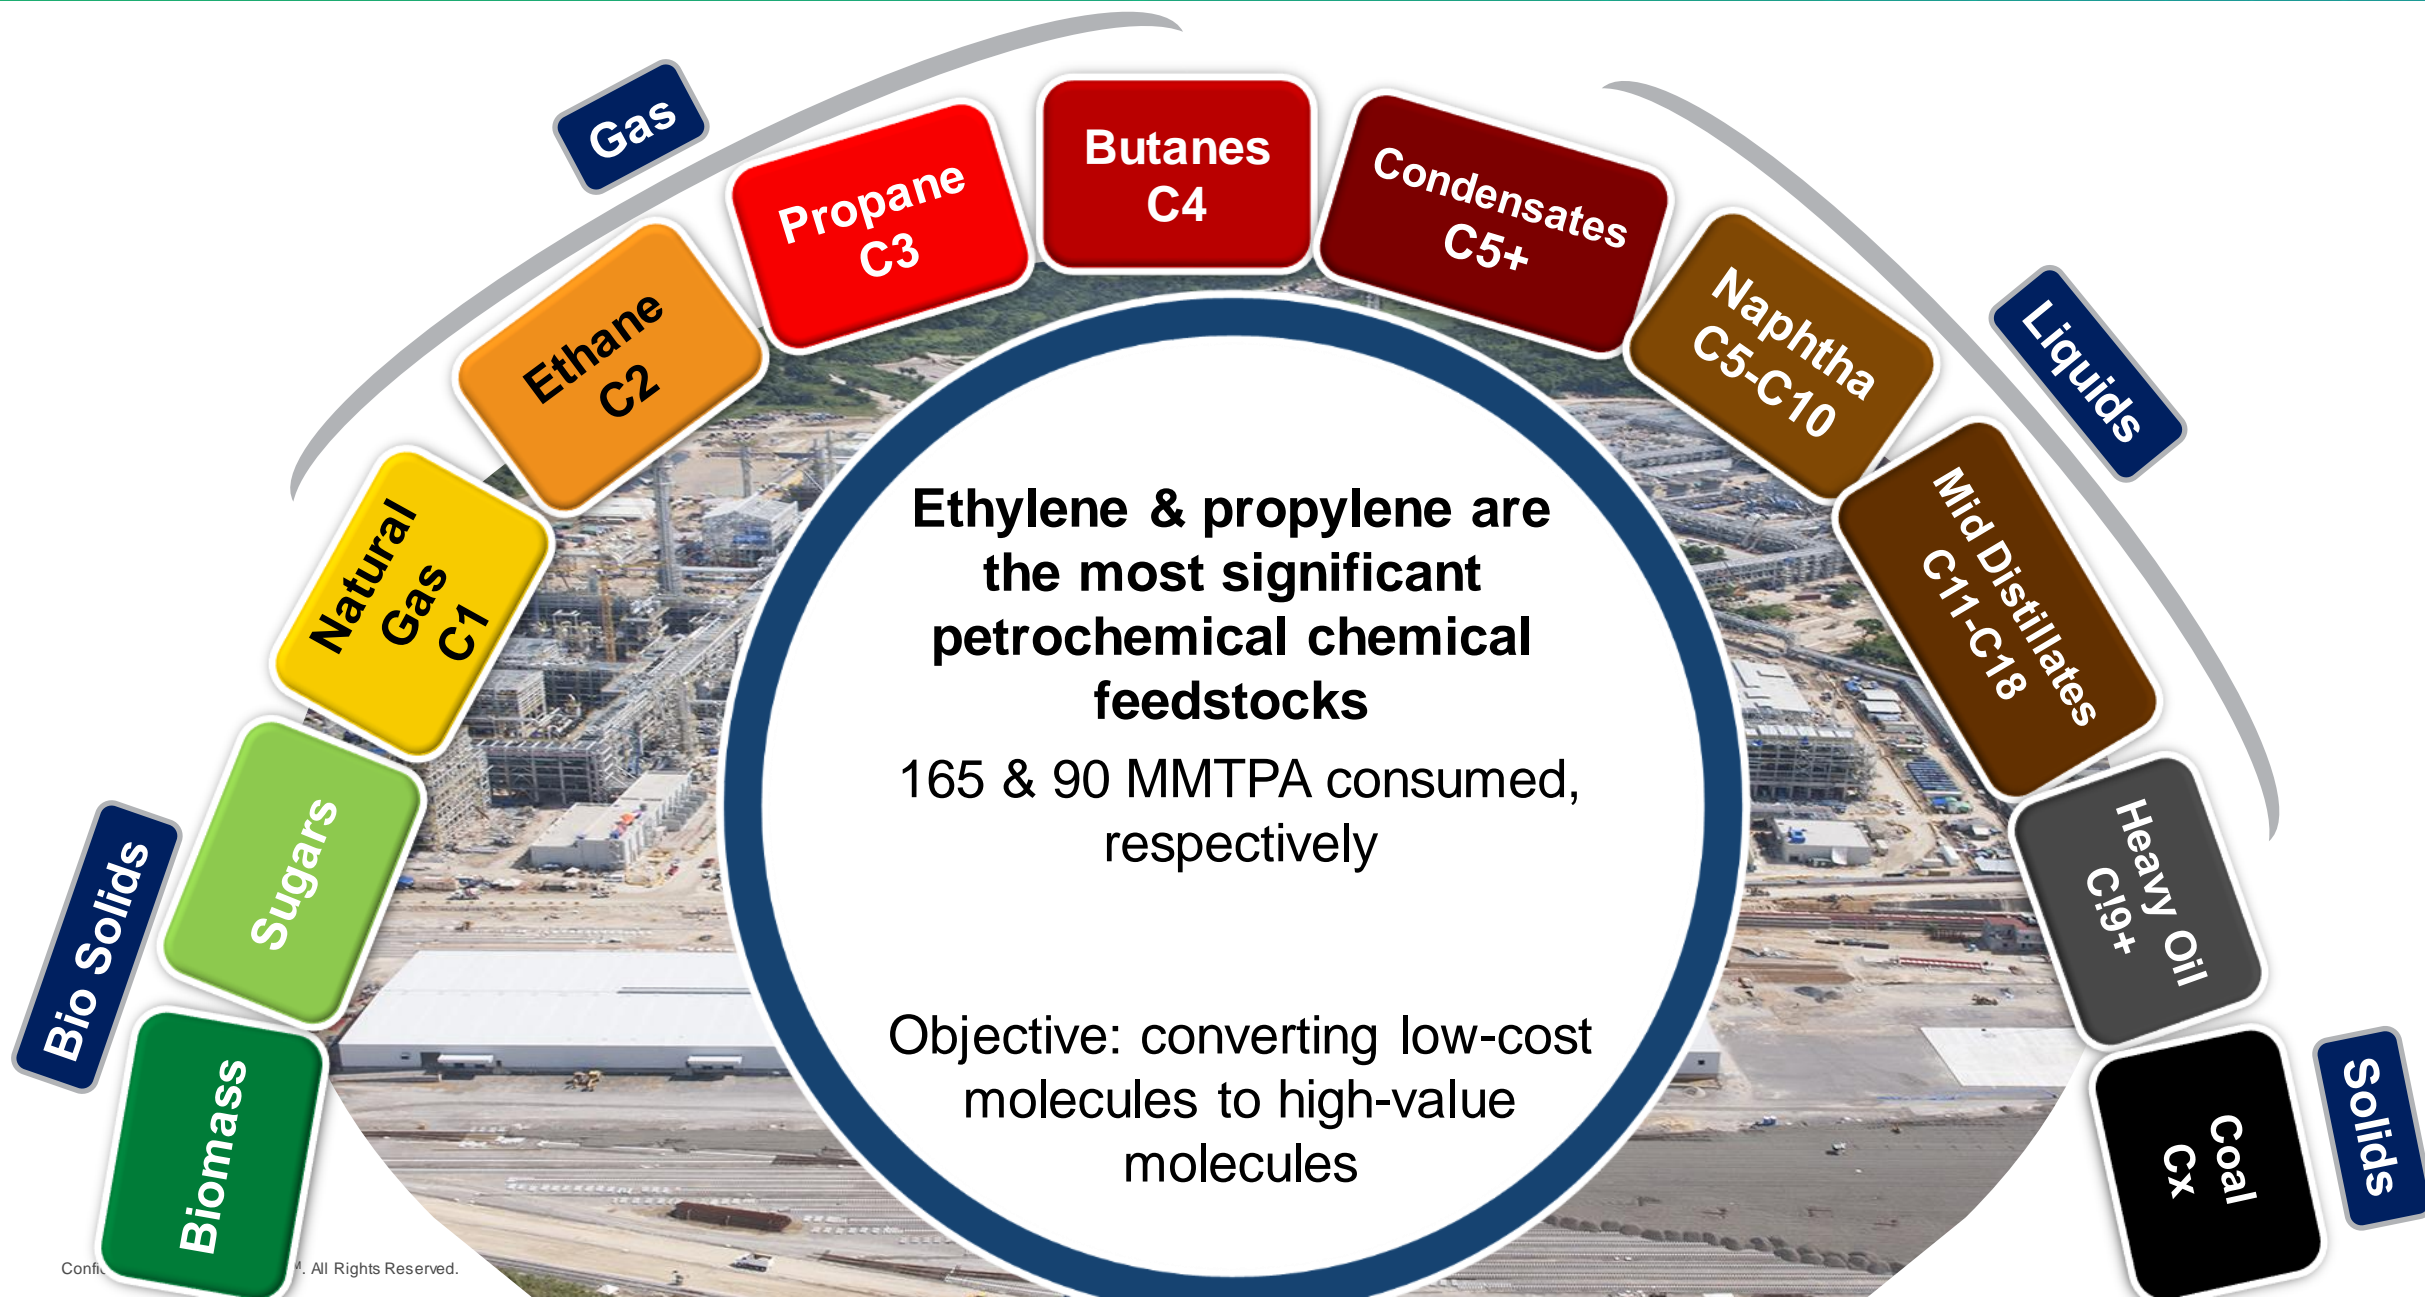 Gas
Liquids
Bio Solids
Solids
Biomass
Sugars
Natural
Gas
C1
Ethane
C2
Propane
C3
Butanes
C4
Condensates
C5+
Naphtha
C5-C10
Mid Distillates
C11-C18
Heavy Oil
C!9+
Coal
Cx
Ethylene & propylene are
the most significant
petrochemical chemical
feedstocks
165 & 90 MMTPA consumed,
respectively
Objective: converting low-cost
molecules to high-value
molecules
. All Rights Reserved.